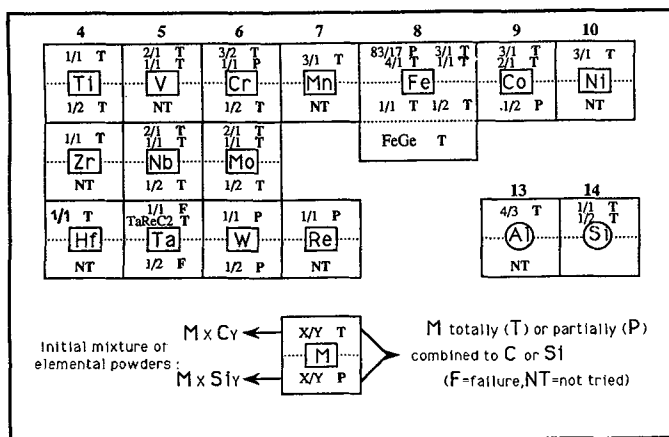 4 5 6 7 8 9 10
1/1 T 2/1 T 3/2 T 3/1 T 83/17 P 3/1 T 3/1 T 3/1 T
1/1 T 1/1 P 4/1 T 1/1 T 2/1 T
Ti V Cr Mn Fe Co Ni
1/2 T NT 1/2 T NT 1/1 T 1/2 T .1/2 P NT
FeGe T
1/1 T 2/1 T 2/1 T
1/1 T 1/1 T
Zr Nb Mo
NT 1/2 T 1/2 T
13 14
1/1 T 1/1 F 1/1 P 1/1 P 4/3 T 1/1 T
TaReC2 T 1/2 T
Hf Ta W Re Al Si
NT 1/2 F 1/2 P NT NT
M x Cy X/Y T M totally (T) or partially (P)
Initial mixture of M combined to C or Si
elemental powders :
M x Siy X/Y P (F=failure,NT=not tried)